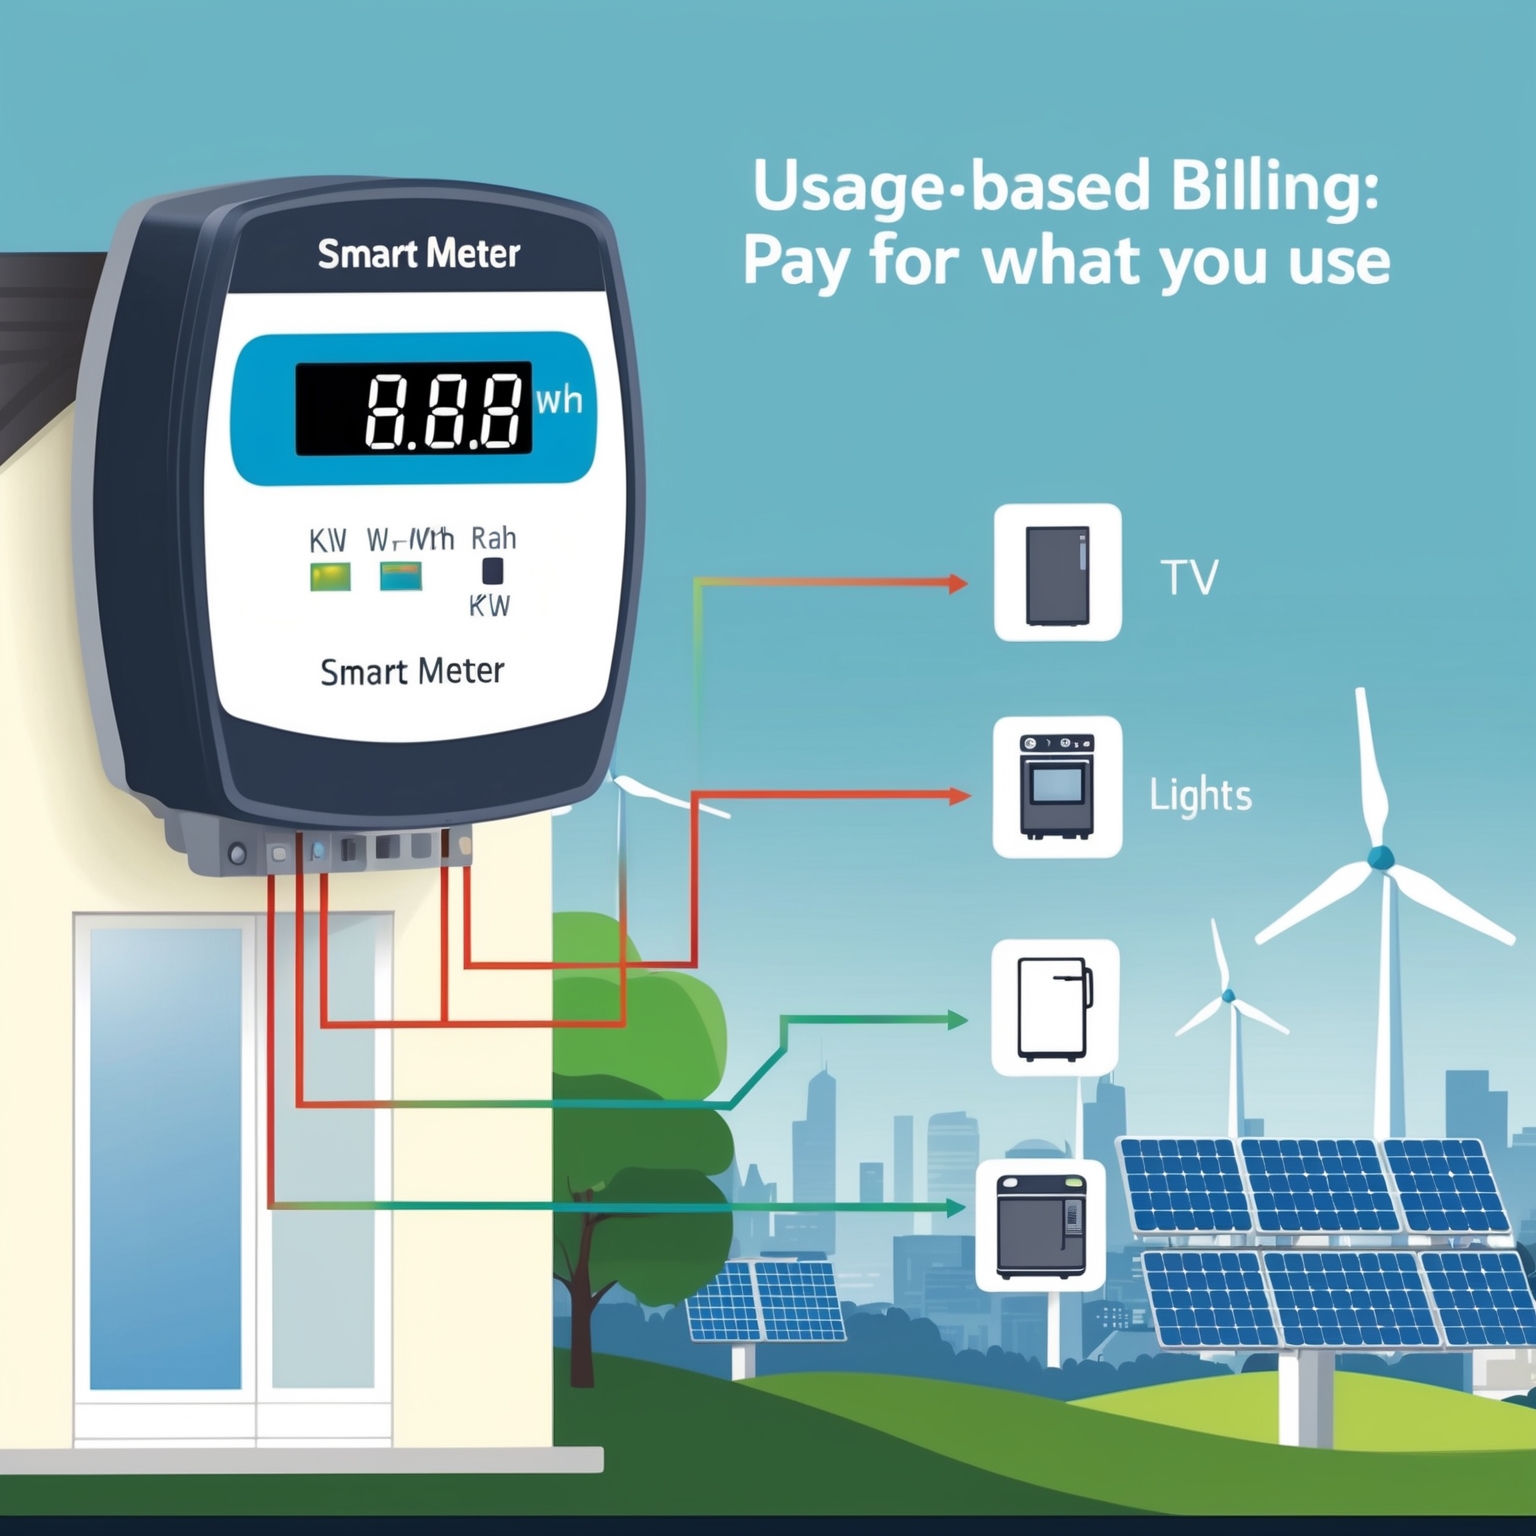 Usage-based Billing:
Pay for what you use
Smart Meter
8.8.8 wh
KW Rah
KW
Smart Meter
TV
Lights